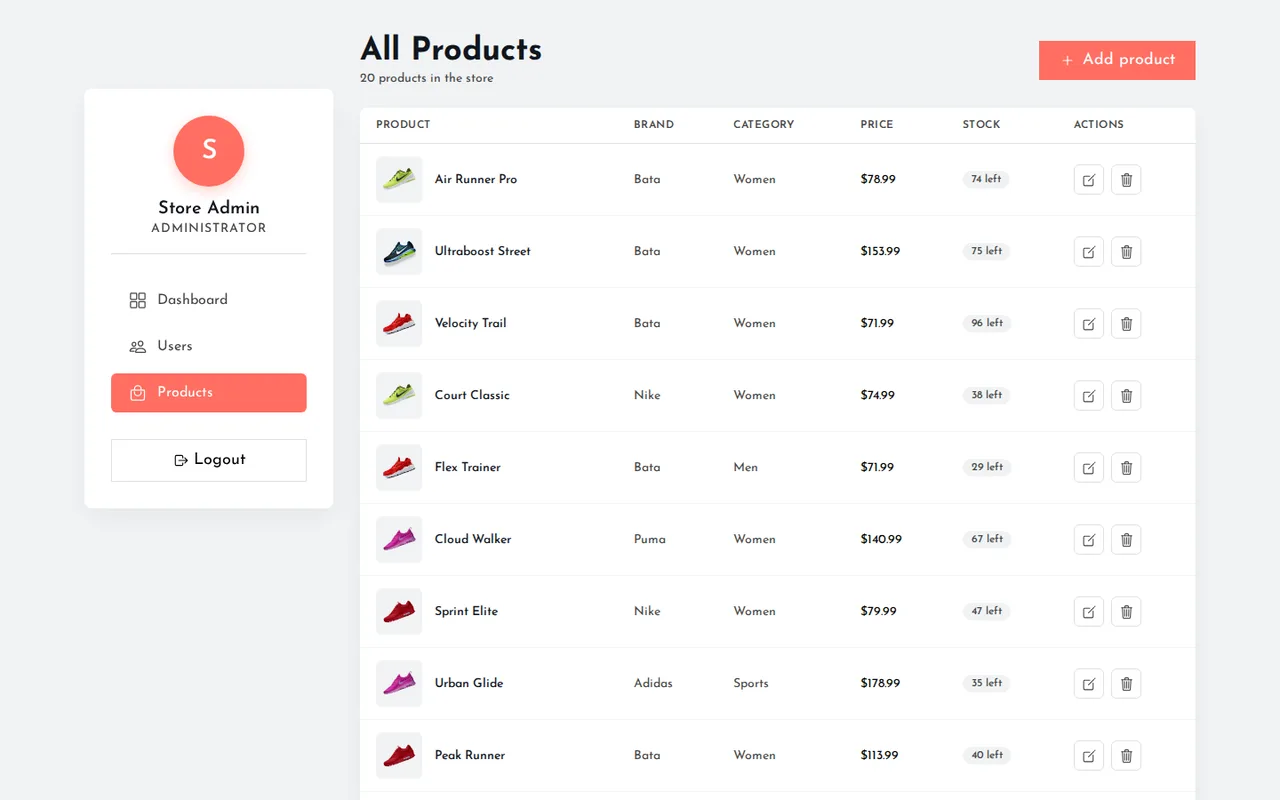 All Products
20 products in the store
+ Add product
S
Store Admin
ADMINISTRATOR
Dashboard
Users
Products
Logout
PRODUCT BRAND CATEGORY PRICE STOCK ACTIONS
Air Runner Pro Bata Women $78.99 74 left
Ultraboost Street Bata Women $153.99 75 left
Velocity Trail Bata Women $71.99 96 left
Court Classic Nike Women $74.99 38 left
Flex Trainer Bata Men $71.99 29 left
Cloud Walker Puma Women $140.99 67 left
Sprint Elite Nike Women $79.99 47 left
Urban Glide Adidas Sports $178.99 35 left
Peak Runner Bata Women $113.99 40 left